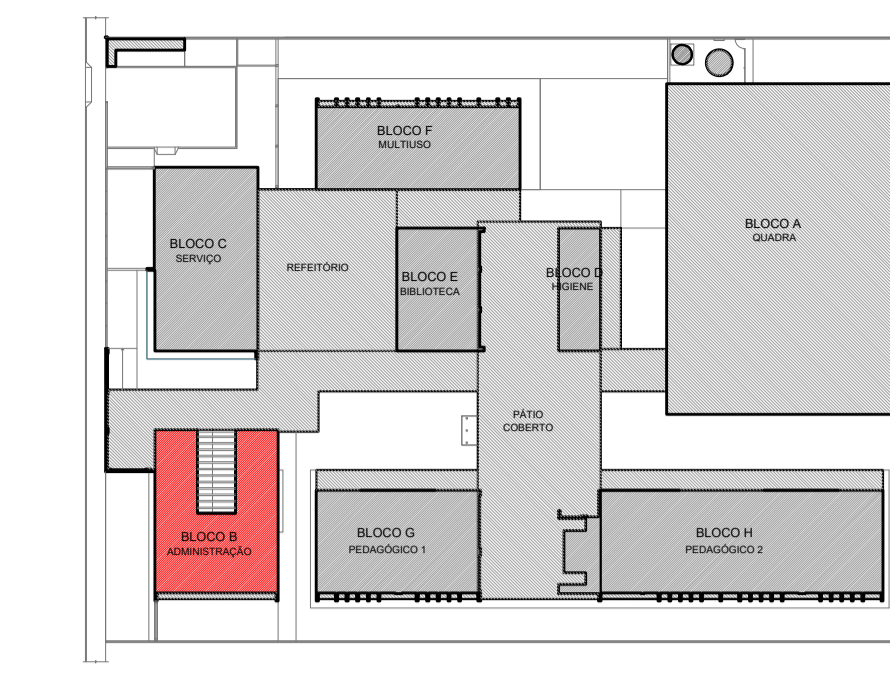 BLOCO F
MULTIUSO
BLOCO A
QUADRA
BLOCO C
SERVIÇO
REFEITÓRIO
BLOCO E
BIBLIOTECA
BLOCO D
HIGIENE
PÁTIO
COBERTO
BLOCO B
ADMINISTRAÇÃO
BLOCO G
PEDAGÓGICO 1
BLOCO H
PEDAGÓGICO 2